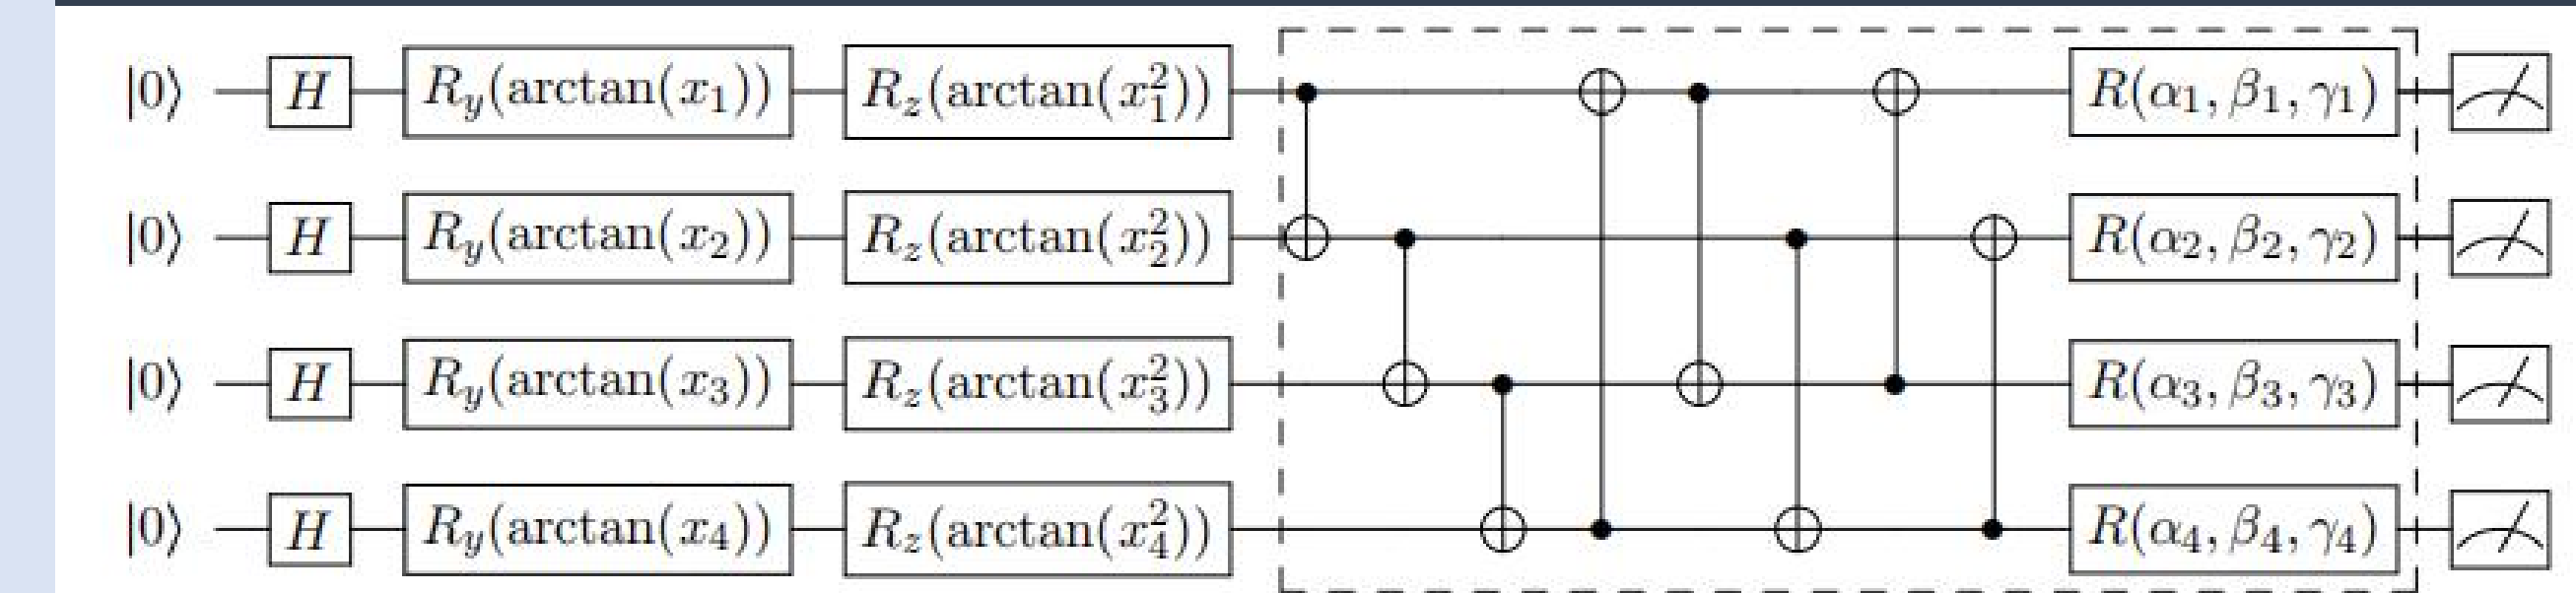 |0⟩ H R_y(arctan(x_1)) R_z(arctan(x_1^2)) R(α_1, β_1, γ_1)
|0⟩ H R_y(arctan(x_2)) R_z(arctan(x_2^2)) R(α_2, β_2, γ_2)
|0⟩ H R_y(arctan(x_3)) R_z(arctan(x_3^2)) R(α_3, β_3, γ_3)
|0⟩ H R_y(arctan(x_4)) R_z(arctan(x_4^2)) R(α_4, β_4, γ_4)